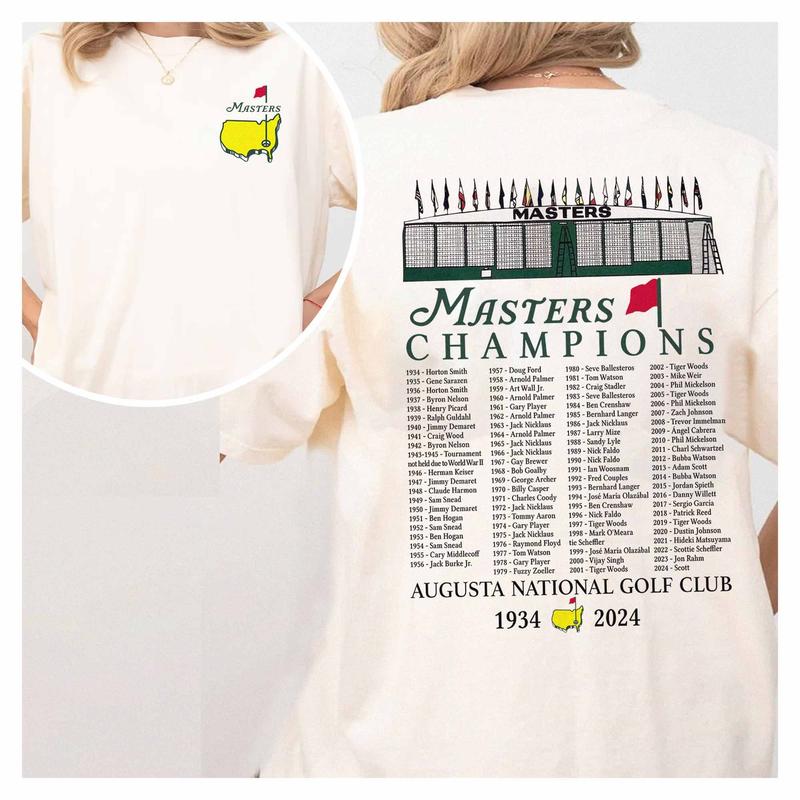 MASTERS
MASTERS
MASTERS
CHAMPIONS
1934 - Horton Smith
1935 - Gene Sarazen
1936 - Horton Smith
1937 - Byron Nelson
1938 - Henry Picard
1939 - Ralph Guldahl
1940 - Jimmy Demaret
1941 - Craig Wood
1942 - Byron Nelson
1943-1945 - Tournament
not held due to World War II
1946 - Herman Keiser
1947 - Jimmy Demaret
1948 - Claude Harmon
1949 - Sam Snead
1950 - Jimmy Demaret
1951 - Ben Hogan
1952 - Sam Snead
1953 - Ben Hogan
1954 - Sam Snead
1955 - Cary Middlecoff
1956 - Jack Burke Jr.
1957 - Doug Ford
1958 - Arnold Palmer
1959 - Art Wall Jr.
1960 - Arnold Palmer
1961 - Gary Player
1962 - Arnold Palmer
1963 - Jack Nicklaus
1964 - Arnold Palmer
1965 - Jack Nicklaus
1966 - Jack Nicklaus
1967 - Gay Brewer
1968 - Bob Goalby
1969 - George Archer
1970 - Billy Casper
1971 - Charles Coody
1972 - Jack Nicklaus
1973 - Tommy Aaron
1974 - Gary Player
1975 - Jack Nicklaus
1976 - Raymond Floyd
1977 - Tom Watson
1978 - Gary Player
1979 - Fuzzy Zoeller
1980 - Seve Ballesteros
1981 - Tom Watson
1982 - Craig Stadler
1983 - Seve Ballesteros
1984 - Ben Crenshaw
1985 - Bernhard Langer
1986 - Jack Nicklaus
1987 - Larry Mize
1988 - Sandy Lyle
1989 - Nick Faldo
1990 - Nick Faldo
1991 - Ian Woosnam
1992 - Fred Couples
1993 - Bernhard Langer
1994 - José María Olazábal
1995 - Ben Crenshaw
1996 - Nick Faldo
1997 - Tiger Woods
1998 - Mark O'Meara
tie Scheffler
1999 - José María Olazábal
2000 - Vijay Singh
2001 - Tiger Woods
2002 - Tiger Woods
2003 - Mike Weir
2004 - Phil Mickelson
2005 - Tiger Woods
2006 - Phil Mickelson
2007 - Zach Johnson
2008 - Trevor Immelman
2009 - Ángel Cabrera
2010 - Phil Mickelson
2011 - Charl Schwartzel
2012 - Bubba Watson
2013 - Adam Scott
2014 - Bubba Watson
2015 - Jordan Spieth
2016 - Danny Willett
2017 - Sergio Garcia
2018 - Patrick Reed
2019 - Tiger Woods
2020 - Dustin Johnson
2021 - Hideki Matsuyama
2022 - Scottie Scheffler
2023 - Jon Rahm
2024 - Scott
AUGUSTA NATIONAL GOLF CLUB
1934 2024